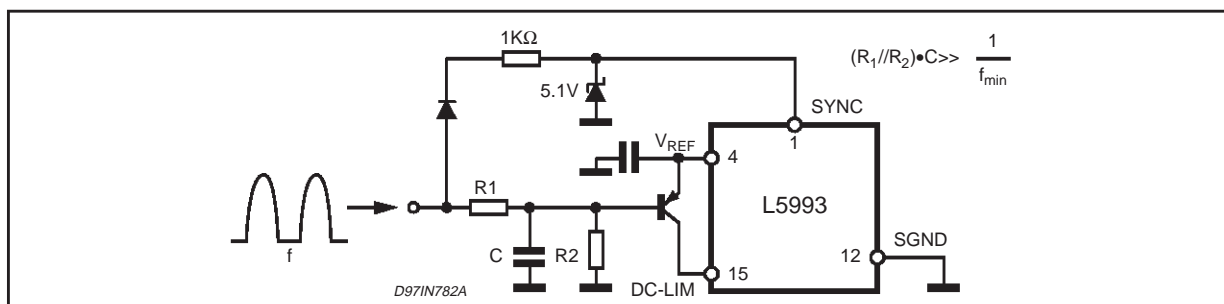 1KΩ
(R1//R2)•C>> 1
fmin
5.1V
SYNC
VREF
4
1
R1
L5993
SGND
f
C
R2
12
15
D97IN782A
DC-LIM